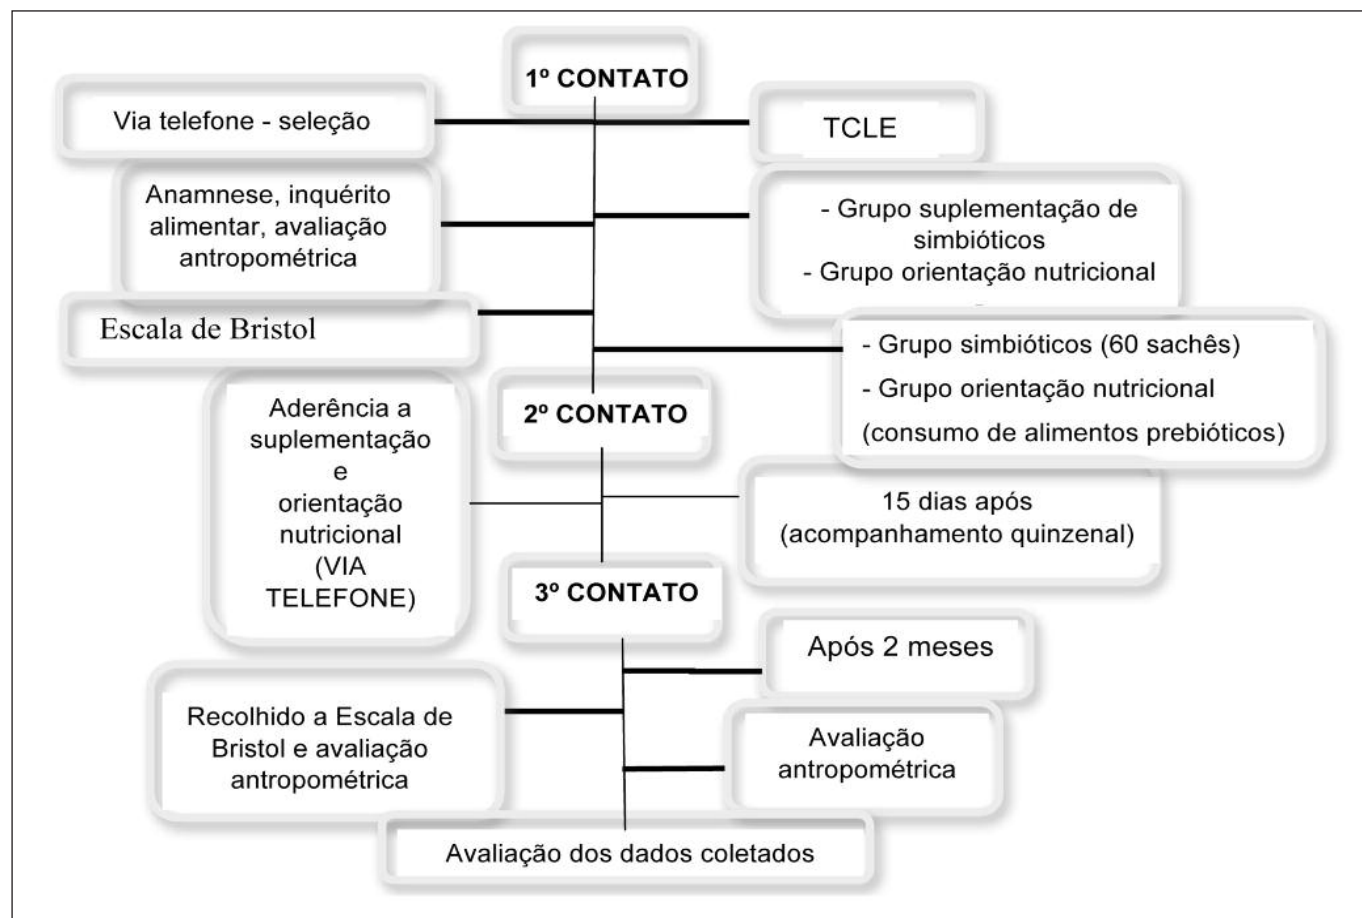 1º CONTATO
Via telefone - seleção
TCLE
Anamnese, inquérito
alimentar, avaliação
antropométrica
- Grupo suplementação de
simbióticos
- Grupo orientação nutricional
Escala de Bristol
- Grupo simbióticos (60 sachês)
- Grupo orientação nutricional
(consumo de alimentos prebióticos)
2º CONTATO
Aderência a
suplementação
e
orientação
nutricional
(VIA
TELEFONE)
15 dias após
(acompanhamento quinzenal)
3º CONTATO
Após 2 meses
Recolhido a Escala de
Bristol e avaliação
antropométrica
Avaliação
antropométrica
Avaliação dos dados coletados